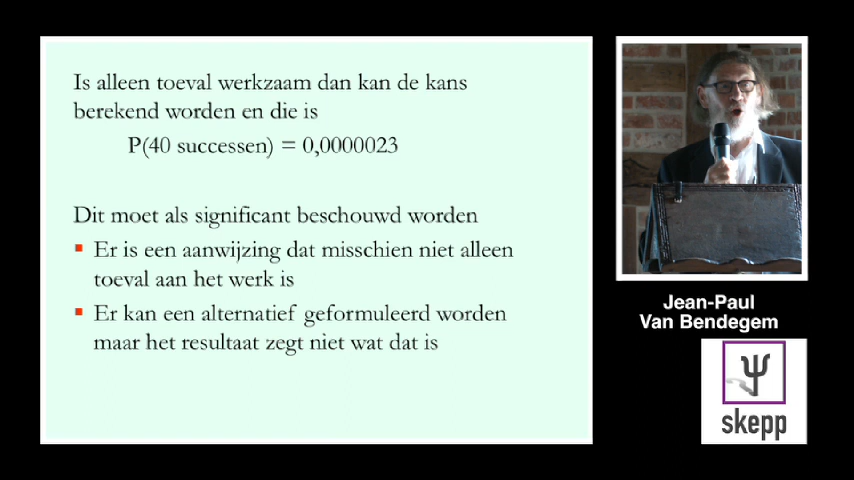 Is alleen toeval werkzaam dan kan de kans
berekend worden en die is
P(40 successen) = 0,0000023
Dit moet als significant beschouwd worden
Er is een aanwijzing dat misschien niet alleen
toeval aan het werk is
Er kan een alternatief geformuleerd worden
maar het resultaat zegt niet wat dat is
Jean-Paul
Van Bendegem
Ψ
skepp